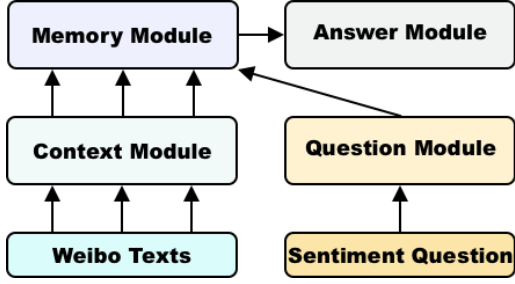 Memory Module
Answer Module
Context Module
Question Module
Weibo Texts
Sentiment Question